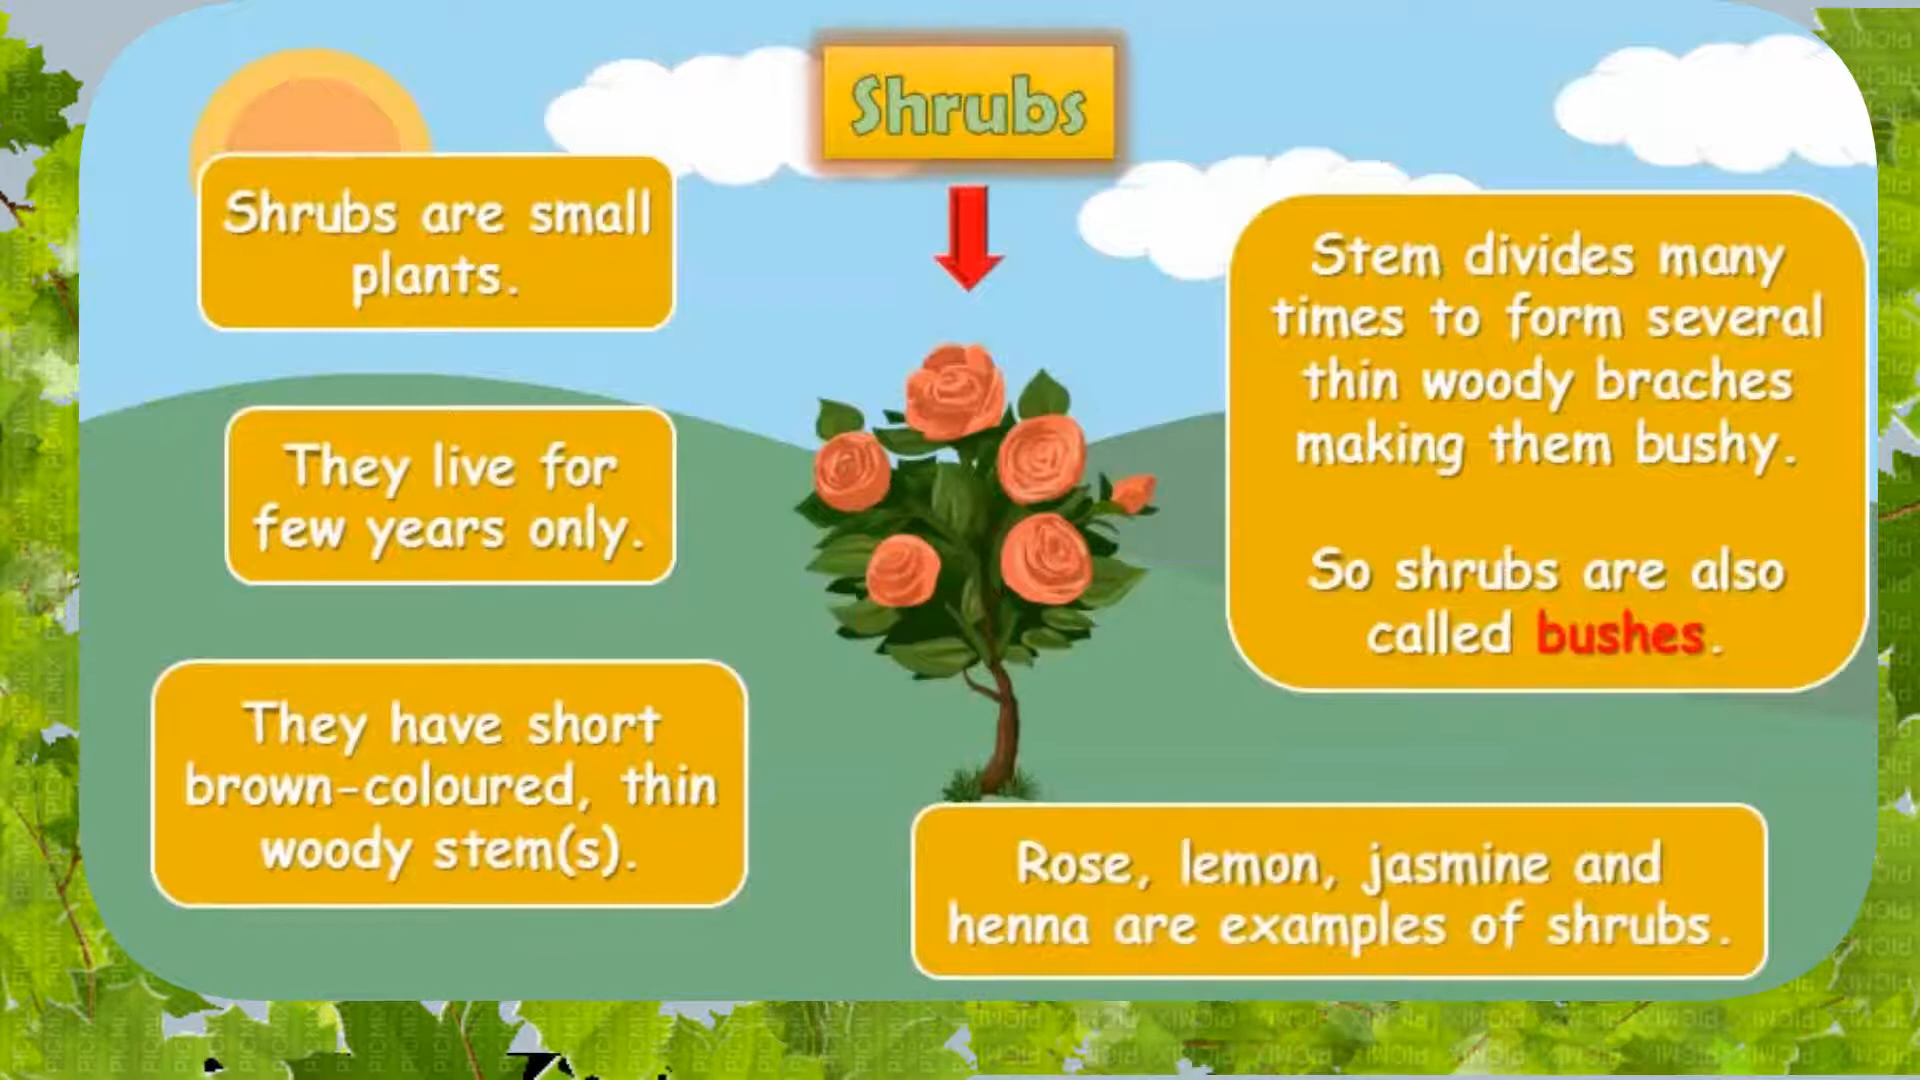 Shrubs
Shrubs are small
plants.
They live for
few years only.
They have short
brown-coloured, thin
woody stem(s).
Stem divides many
times to form several
thin woody braches
making them bushy.
So shrubs are also
called bushes.
Rose, lemon, jasmine and
henna are examples of shrubs.